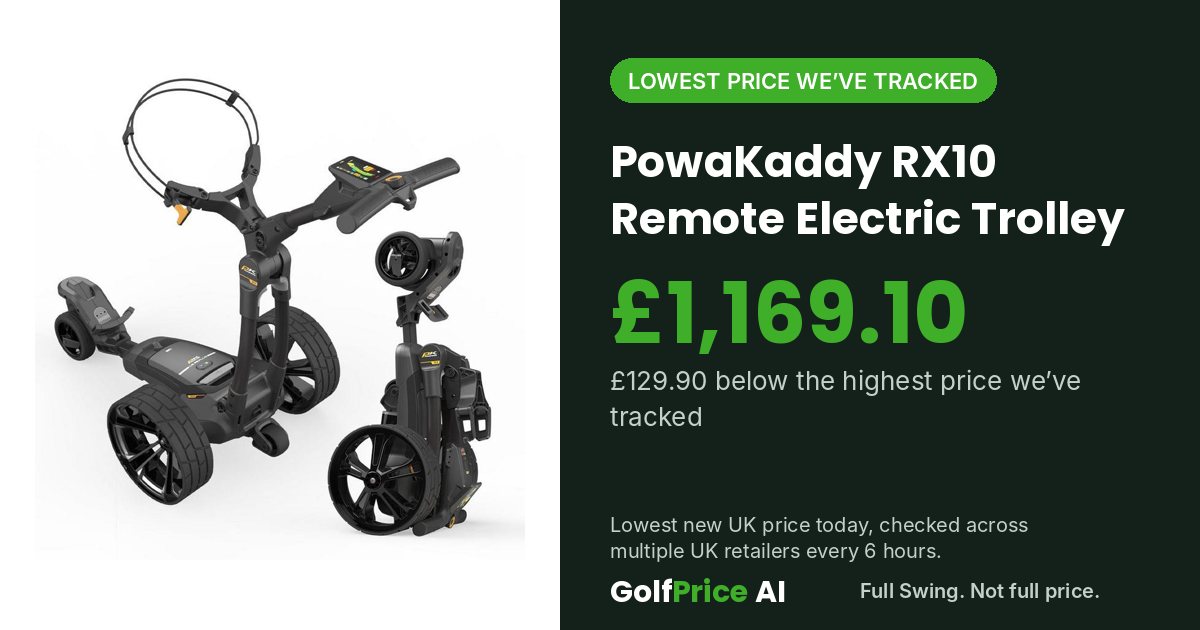 LOWEST PRICE WE’VE TRACKED
PowaKaddy RX10
Remote Electric Trolley
£1,169.10
£129.90 below the highest price we’ve
tracked
Lowest new UK price today, checked across
multiple UK retailers every 6 hours.
GolfPrice AI
Full Swing. Not full price.